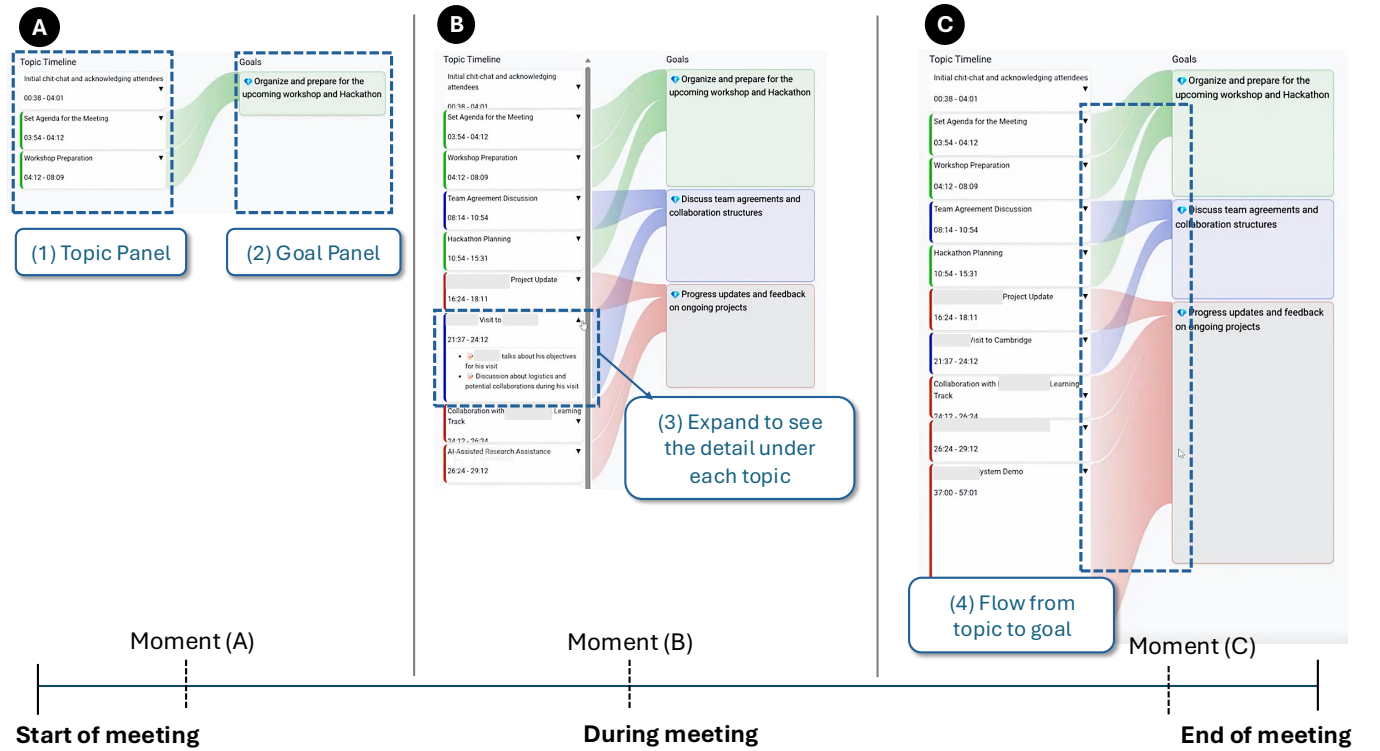 A
Topic Timeline
Goals
Initial chit-chat and acknowledging attendees
00:38 - 04:01
Set Agenda for the Meeting
03:54 - 04:12
Workshop Preparation
04:12 - 08:09
Organize and prepare for the
upcoming workshop and Hackathon
(1) Topic Panel
(2) Goal Panel
B
Topic Timeline
Goals
Initial chit-chat and acknowledging
attendees
00:38 - 04:01
Set Agenda for the Meeting
03:54 - 04:12
Workshop Preparation
04:12 - 08:09
Team Agreement Discussion
08:14 - 10:54
Hackathon Planning
10:54 - 15:31
Project Update
16:24 - 18:11
Visit to
21:37 - 24:12
talks about his objectives
for his visit
Discussion about logistics and
potential collaborations during his visit
Collaboration with Learning
Track
24:12 - 26:24
AI-Assisted Research Assistance
26:24 - 29:12
Organize and prepare for the
upcoming workshop and Hackathon
Discuss team agreements and
collaboration structures
Progress updates and feedback
on ongoing projects
(3) Expand to see
the detail under
each topic
C
Topic Timeline
Goals
Initial chit-chat and acknowledging attendees
00:38 - 04:01
Set Agenda for the Meeting
03:54 - 04:12
Workshop Preparation
04:12 - 08:09
Team Agreement Discussion
08:14 - 10:54
Hackathon Planning
10:54 - 15:31
Project Update
16:24 - 18:11
Visit to Cambridge
21:37 - 24:12
Collaboration with Learning
Track
24:12 - 26:24
26:24 - 29:12
ystem Demo
37:00 - 57:01
Organize and prepare for the
upcoming workshop and Hackathon
Discuss team agreements and
collaboration structures
Progress updates and feedback
on ongoing projects
(4) Flow from
topic to goal
Moment (A)
Moment (B)
Moment (C)
Start of meeting
During meeting
End of meeting